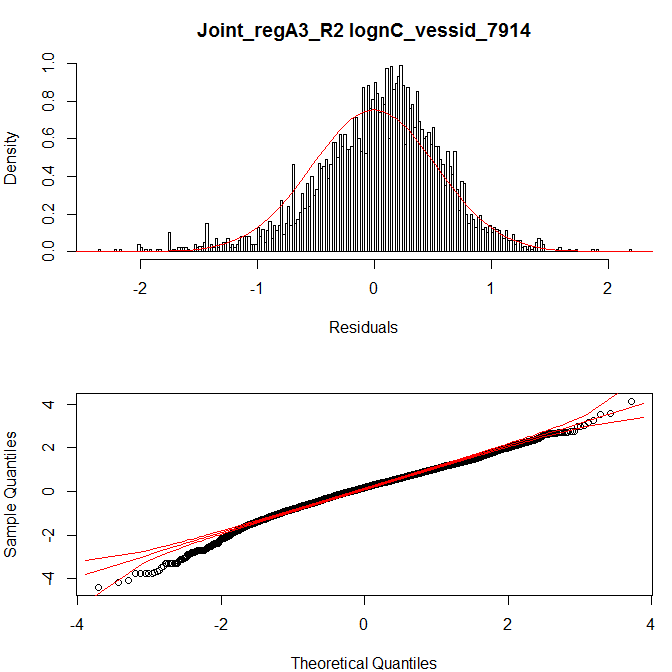 Joint_regA3_R2 lognC_vessid_7914
Density
0.0 0.2 0.4 0.6 0.8 1.0
-2 -1 0 1 2
Residuals
Sample Quantiles
-4 -2 0 2 4
-4 -2 0 2 4
Theoretical Quantiles